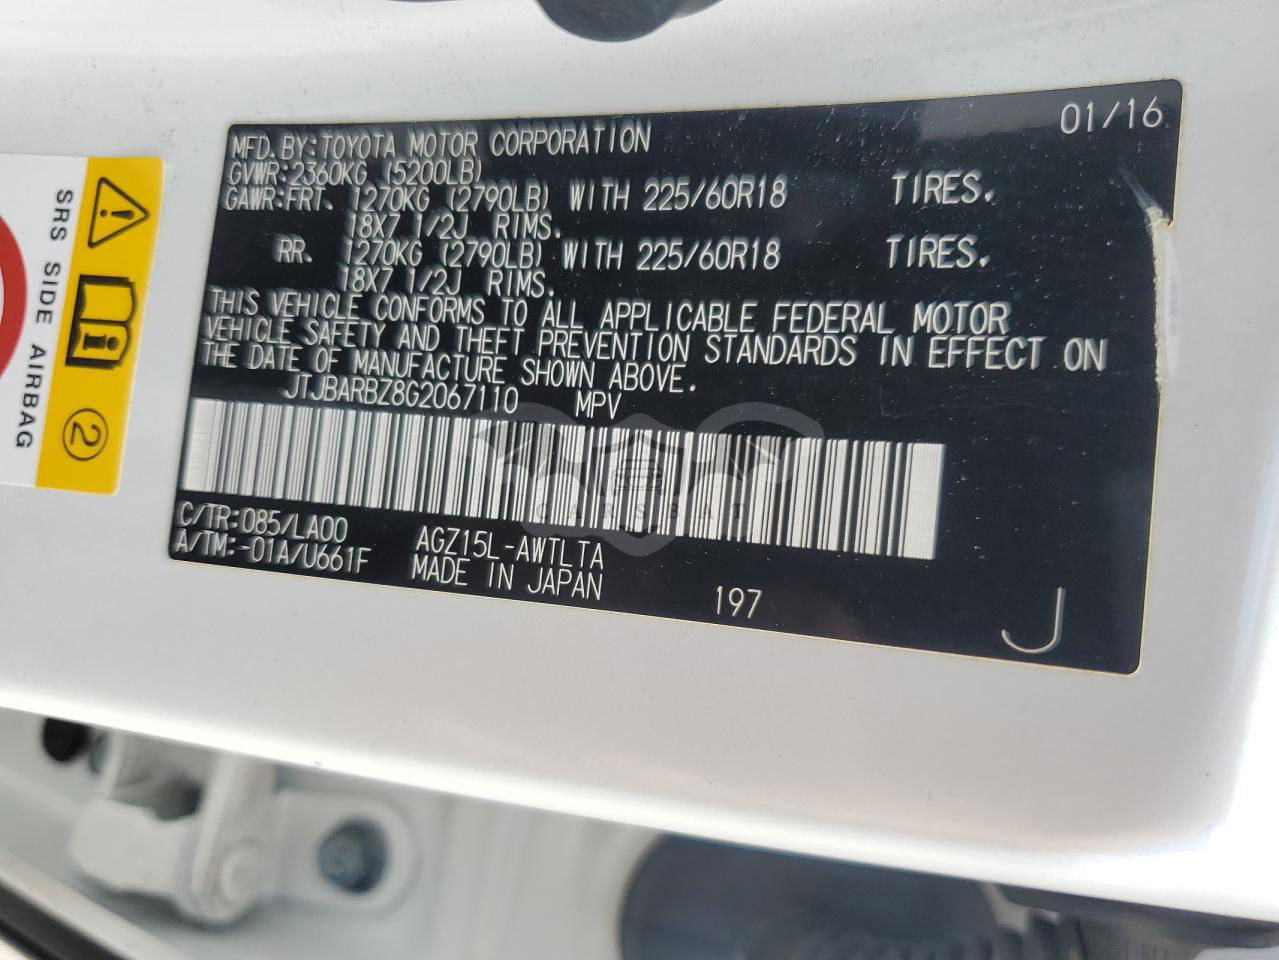 01/16
MFD. BY: TOYOTA MOTOR CORPORATION
GVWR: 2360KG (5200LB)
GAWR: FRT. 1270KG (2790LB) WITH 225/60R18 TIRES.
18X7 1/2J RIMS.
RR. 1270KG (2790LB) WITH 225/60R18 TIRES.
18X7 1/2J RIMS.
THIS VEHICLE CONFORMS TO ALL APPLICABLE FEDERAL MOTOR
VEHICLE SAFETY AND THEFT PREVENTION STANDARDS IN EFFECT ON
THE DATE OF MANUFACTURE SHOWN ABOVE.
JTJBARBZ8G2067110 MPV
C/TR: 085/LA00 AGZ15L-AWTLTA
A/TM: -01A/U661F MADE IN JAPAN 197
J
SRS SIDE AIRBAG
2
CARSBAT